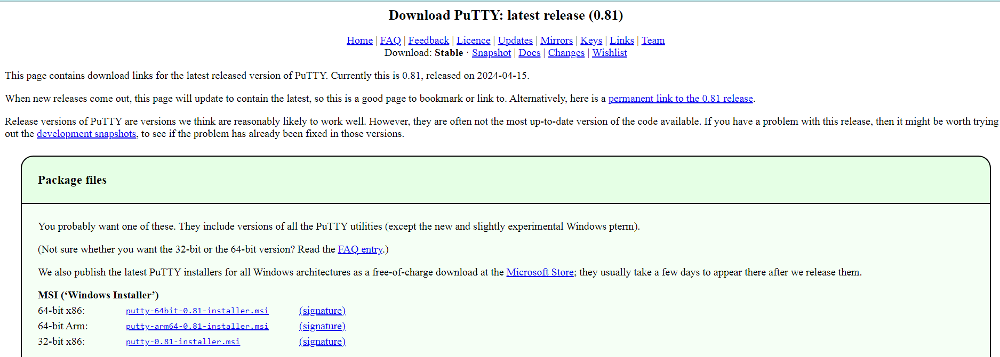 Download PuTTY: latest release (0.81)
Home | FAQ | Feedback | Licence | Updates | Mirrors | Keys | Links | Team
Download: Stable · Snapshot | Docs | Changes | Wishlist
This page contains download links for the latest released version of PuTTY. Currently this is 0.81, released on 2024-04-15.
When new releases come out, this page will update to contain the latest, so this is a good page to bookmark or link to. Alternatively, here is a permanent link to the 0.81 release.
Release versions of PuTTY are versions we think are reasonably likely to work well. However, they are often not the most up-to-date version of the code available. If you have a problem with this release, then it might be worth trying
out the development snapshots, to see if the problem has already been fixed in those versions.
Package files
You probably want one of these. They include versions of all the PuTTY utilities (except the new and slightly experimental Windows pterm).
(Not sure whether you want the 32-bit or the 64-bit version? Read the FAQ entry.)
We also publish the latest PuTTY installers for all Windows architectures as a free-of-charge download at the Microsoft Store; they usually take a few days to appear there after we release them.
MSI (‘Windows Installer’)
64-bit x86: putty-64bit-0.81-installer.msi (signature)
64-bit Arm: putty-arm64-0.81-installer.msi (signature)
32-bit x86: putty-0.81-installer.msi (signature)